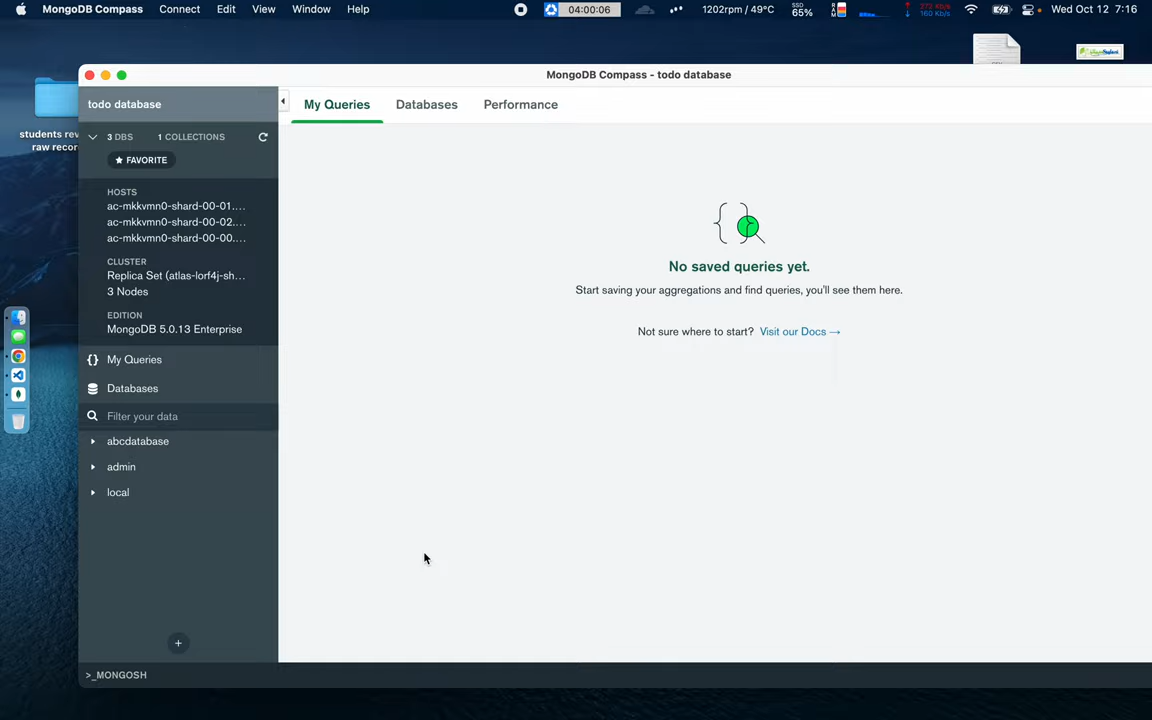 MongoDB Compass Connect Edit View Window Help 04:00:06 1202rpm / 49°C SSD 65% RAM 160 Kb/s Wed Oct 12 7:16
MongoDB Compass - todo database
todo database
My Queries Databases Performance
students rev
raw recor
3 DBS 1 COLLECTIONS
FAVORITE
HOSTS
ac-mkkvmn0-shard-00-01....
ac-mkkvmn0-shard-00-02....
ac-mkkvmn0-shard-00-00....
CLUSTER
Replica Set (atlas-lorf4j-sh...
3 Nodes
EDITION
MongoDB 5.0.13 Enterprise
{} My Queries
Databases
Filter your data
abcdatabase
admin
local
No saved queries yet.
Start saving your aggregations and find queries, you'll see them here.
Not sure where to start? Visit our Docs →
+
>_MONGOSH